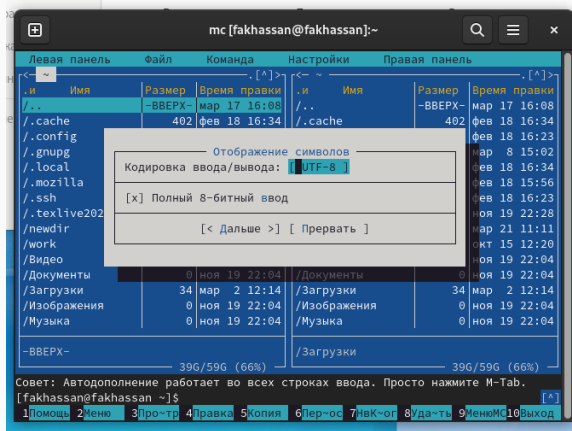 mc [fakhassan@fakhassan]:~
Левая панель Файл Команда Настройки Правая панель
<— ~ .[^]> <— ~ .[^]>
.и Имя Размер Время правки .и Имя Размер Время правки
/.. -ВВЕРХ- мар 17 16:08 /.. -ВВЕРХ- мар 17 16:08
/.cache 402 фев 18 16:34 /.cache 402 фев 18 16:34
/.config фев 18 16:23
/.gnupg мар 8 15:02
/.local фев 18 16:34
/.mozilla фев 18 15:56
/.ssh фев 18 16:23
/.texlive202 ноя 19 22:28
/newdir мар 21 11:11
/work окт 15 12:20
/Видео ноя 19 22:04
Отображение символов
Кодировка ввода/вывода: [ UTF-8 ]
[x] Полный 8-битный ввод
[< Дальше >] [ Прервать ]
/Документы 0 ноя 19 22:04 /Документы 0 ноя 19 22:04
/Загрузки 34 мар 2 12:14 /Загрузки 34 мар 2 12:14
/Изображения 0 ноя 19 22:04 /Изображения 0 ноя 19 22:04
/Музыка 0 ноя 19 22:04 /Музыка 0 ноя 19 22:04
-ВВЕРХ- /Загрузки
39G/59G (66%) 39G/59G (66%)
Совет: Автодополнение работает во всех строках ввода. Просто нажмите M-Tab.
[fakhassan@fakhassan ~]$ [^]
1Помощь 2Меню 3Про~тр 4Правка 5Копия 6Пер~ос 7НвК~ог 8Уда~ть 9МенюMC 10Выход